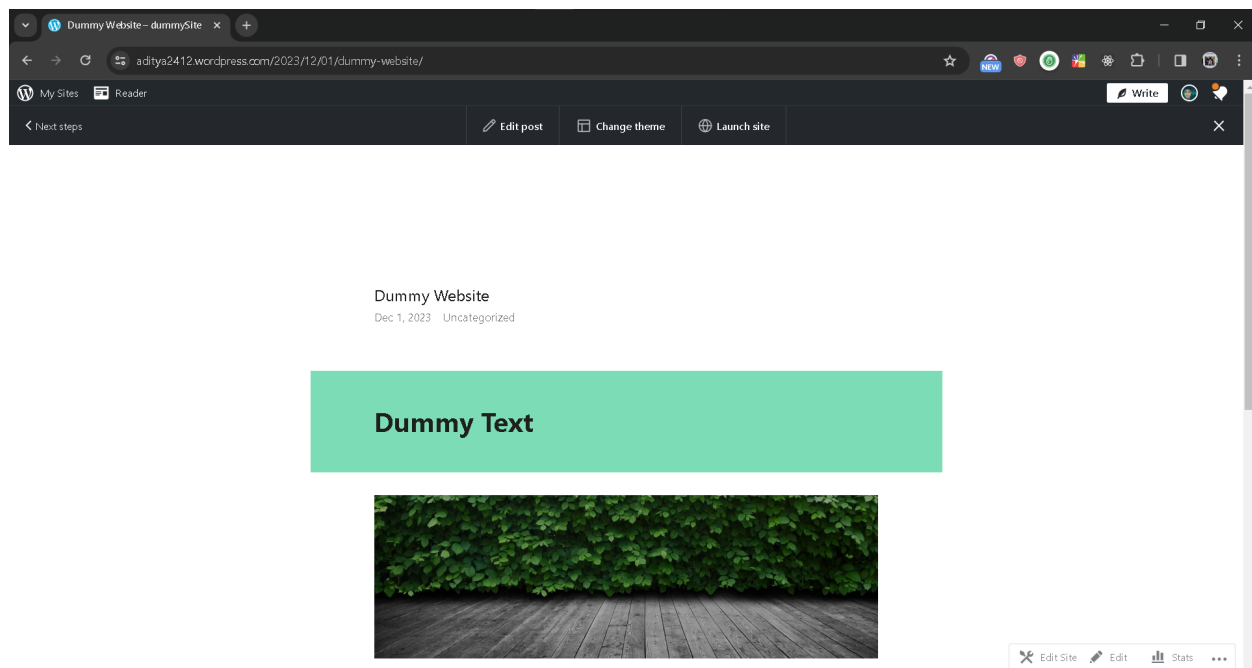 Dummy Website – dummySite
aditya2412.wordpress.com/2023/12/01/dummy-website/
NEW
My Sites Reader Write
Next steps Edit post Change theme Launch site
Dummy Website
Dec 1, 2023 Uncategorized
Dummy Text
Edit Site Edit Stats